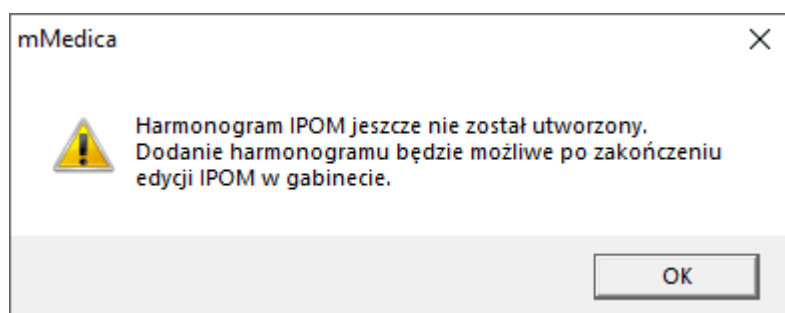 mMedica
Harmonogram IPOM jeszcze nie został utworzony.
Dodanie harmonogramu będzie możliwe po zakończeniu
edycji IPOM w gabinecie.
OK